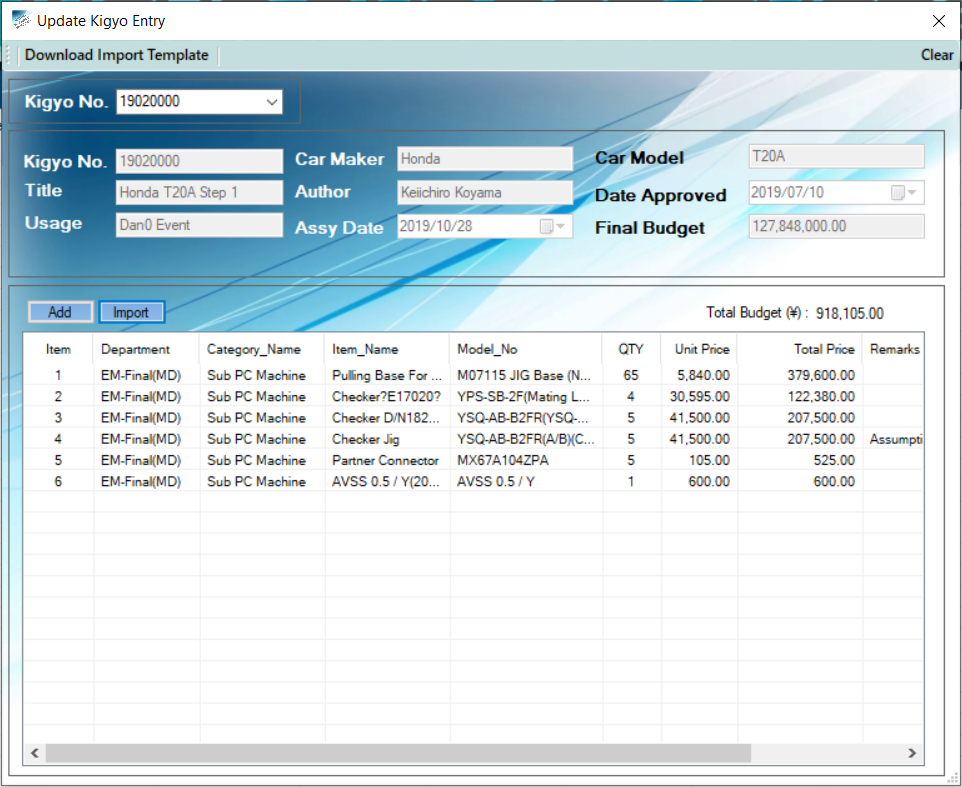 Update Kigyo Entry
Download Import Template Clear
Kigyo No. 19020000
Kigyo No. 19020000 Car Maker Honda Car Model T20A
Title Honda T20A Step 1 Author Keiichiro Koyama Date Approved 2019/07/10
Usage Dan0 Event Assy Date 2019/10/28 Final Budget 127,848,000.00
Add Import Total Budget (¥) : 918,105.00
Item Department Category_Name Item_Name Model_No QTY Unit Price Total Price Remarks
1 EM-Final(MD) Sub PC Machine Pulling Base For ... M07115 JIG Base (N... 65 5,840.00 379,600.00
2 EM-Final(MD) Sub PC Machine Checker?E17020? YPS-SB-2F(Mating L... 4 30,595.00 122,380.00
3 EM-Final(MD) Sub PC Machine Checker D/N182... YSQ-AB-B2FR(YSQ-... 5 41,500.00 207,500.00
4 EM-Final(MD) Sub PC Machine Checker Jig YSQ-AB-B2FR(A/B)(C... 5 41,500.00 207,500.00 Assumpti
5 EM-Final(MD) Sub PC Machine Partner Connector MX67A104ZPA 5 105.00 525.00
6 EM-Final(MD) Sub PC Machine AVSS 0.5 / Y(20... AVSS 0.5 / Y 1 600.00 600.00